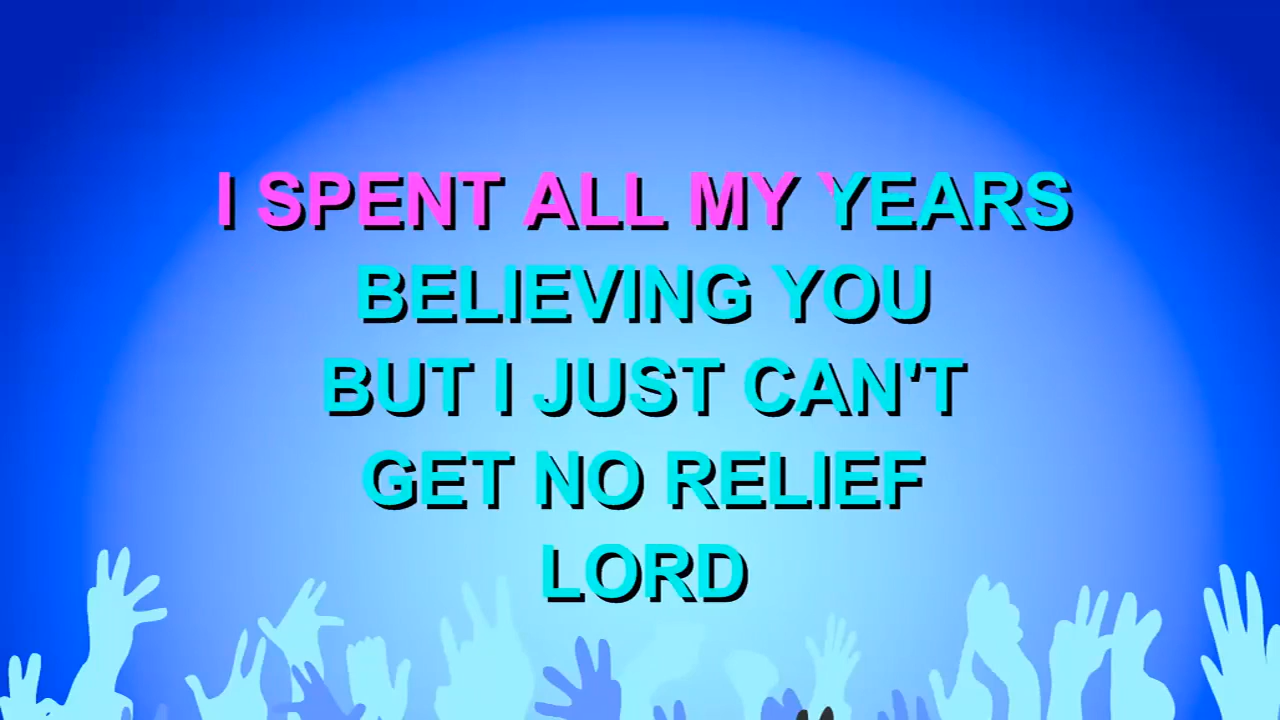 I SPENT ALL MY YEARS
BELIEVING YOU
BUT I JUST CAN'T
GET NO RELIEF
LORD